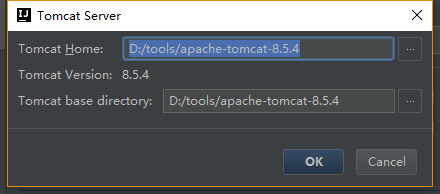 Tomcat Server
Tomcat Home: D:/tools/apache-tomcat-8.5.4 ...
Tomcat Version: 8.5.4
Tomcat base directory: D:/tools/apache-tomcat-8.5.4 ...
OK Cancel